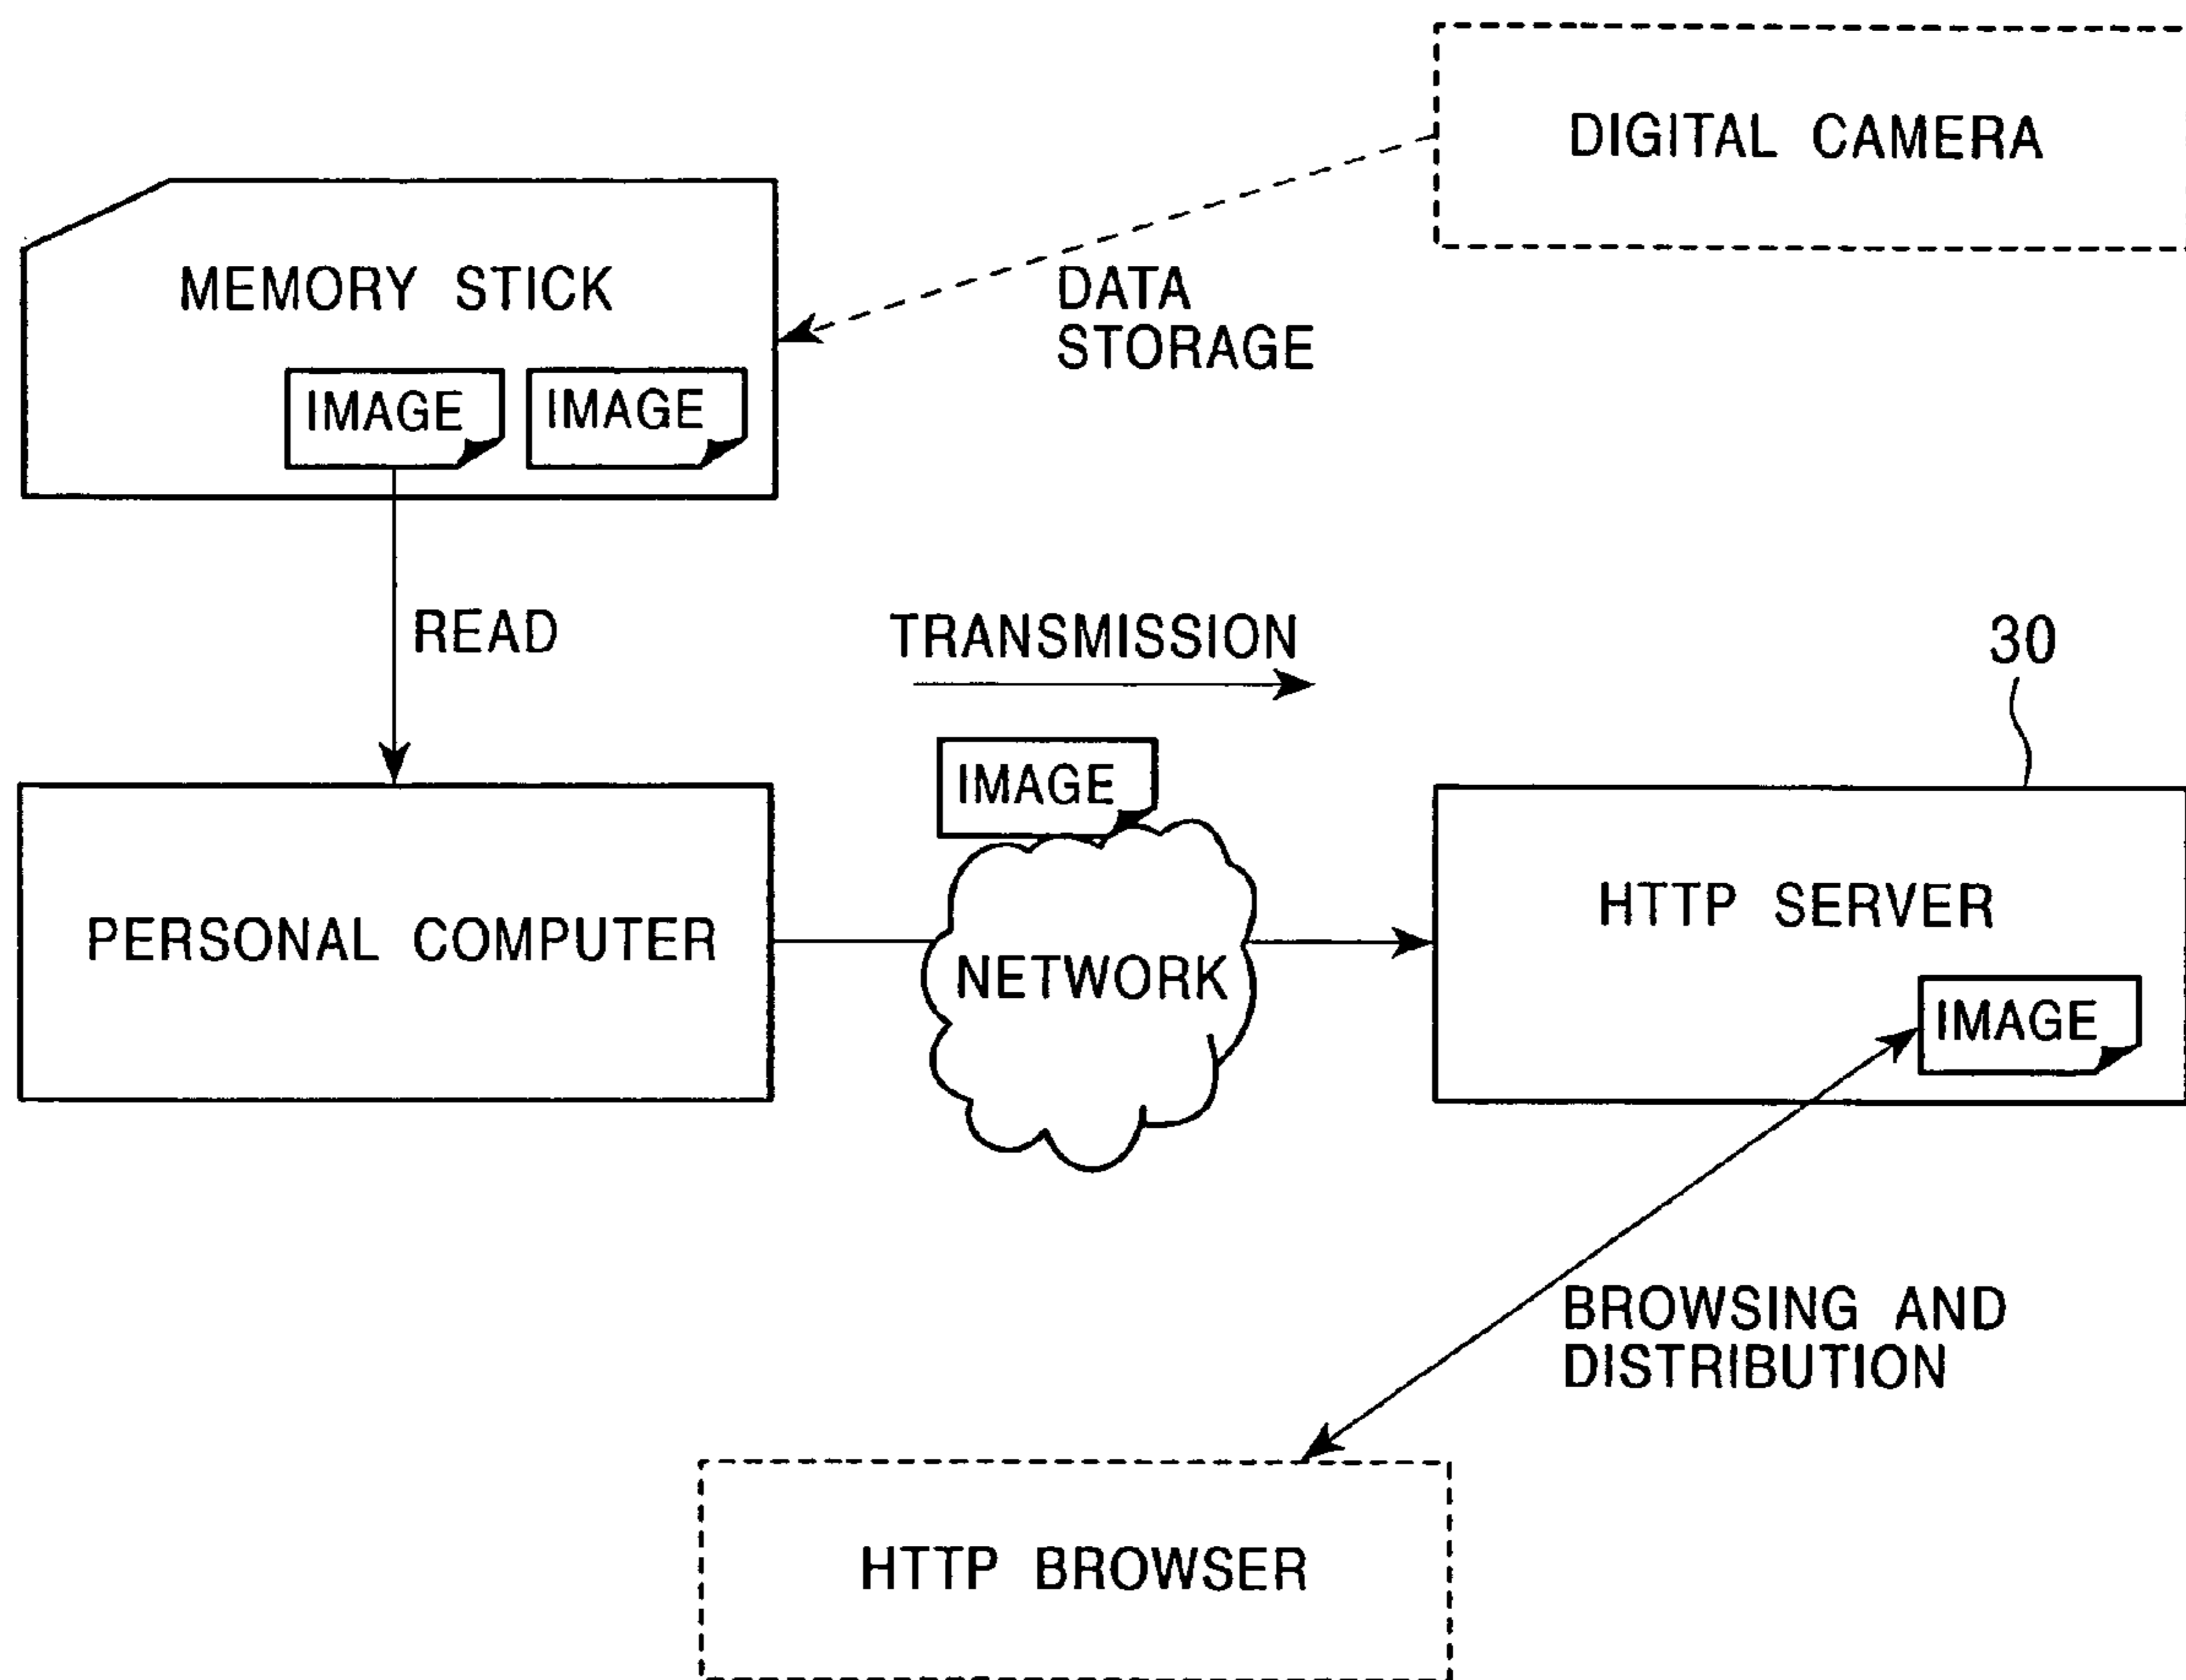 DIGITAL CAMERA
MEMORY STICK
DATA
STORAGE
IMAGE
IMAGE
READ
TRANSMISSION
30
IMAGE
PERSONAL COMPUTER
NETWORK
HTTP SERVER
IMAGE
BROWSING AND
DISTRIBUTION
HTTP BROWSER